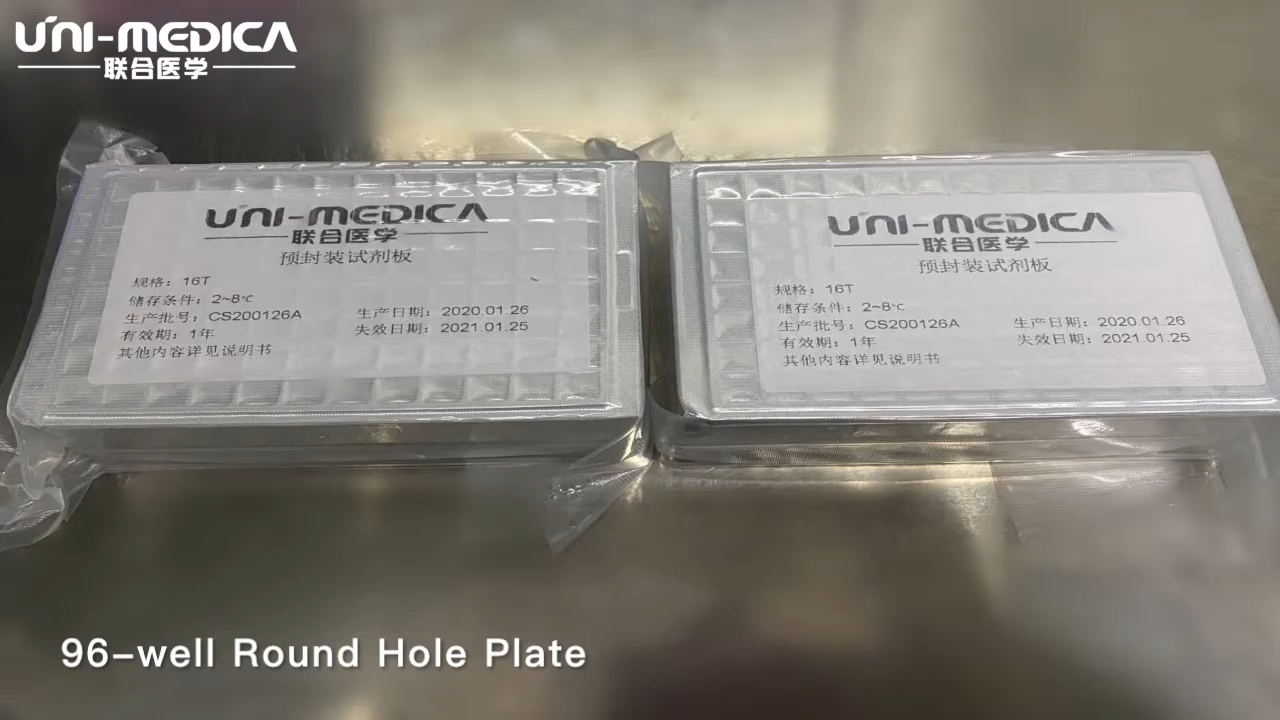 UNI-MEDICA
联合医学
UNI-MEDICA
联合医学
预封装试剂板
规格：16T
储存条件：2~8℃
生产批号：CS200126A 生产日期：2020.01.26
有效期：1年 失效日期：2021.01.25
其他内容详见说明书
UNI-MEDICA
联合医学
预封装试剂板
规格：16T
储存条件：2~8℃
生产批号：CS200126A 生产日期：2020.01.26
有效期：1年 失效日期：2021.01.25
其他内容详见说明书
96-well Round Hole Plate